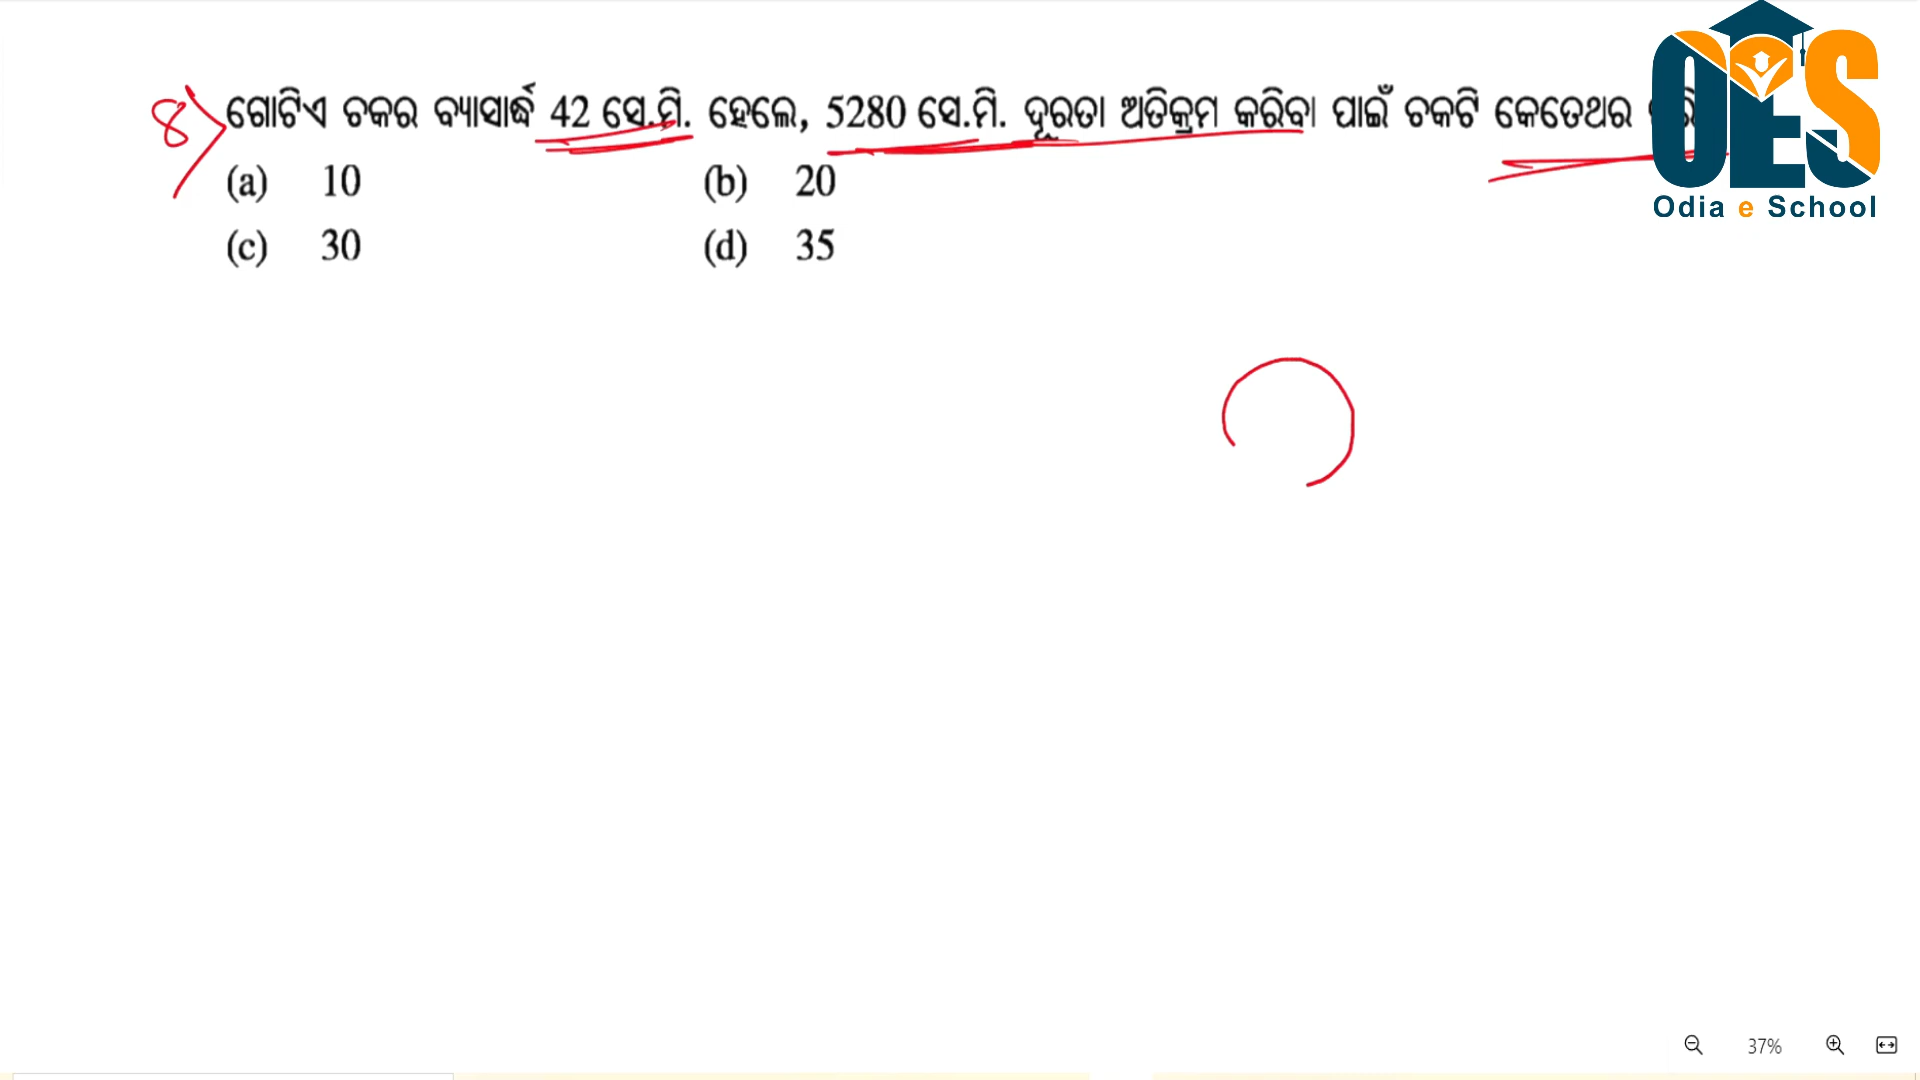 8) ଗୋଟିଏ ଚକର ବ୍ୟାସାର୍ଦ୍ଧ 42 ସେ.ମି. ହେଲେ, 5280 ସେ.ମି. ଦୂରତା ଅତିକ୍ରମ କରିବା ପାଇଁ ଚକଟି କେତେଥର
(a) 10 (b) 20
(c) 30 (d) 35
OES
Odia e School
37%